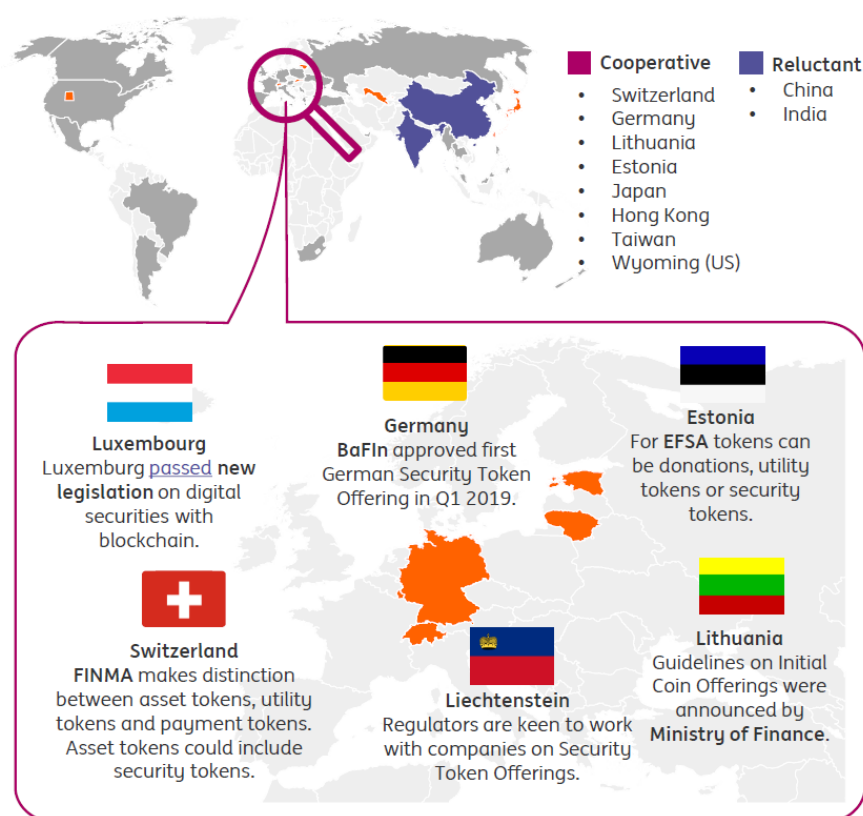 Cooperative
• Switzerland
• Germany
• Lithuania
• Estonia
• Japan
• Hong Kong
• Taiwan
• Wyoming (US)
Reluctant
• China
• India
Luxembourg
Luxemburg passed new
legislation on digital
securities with
blockchain.
Germany
BaFIn approved first
German Security Token
Offering in Q1 2019.
Estonia
For EFSA tokens can
be donations, utility
tokens or security
tokens.
Switzerland
FINMA makes distinction
between asset tokens, utility
tokens and payment tokens.
Asset tokens could include
security tokens.
Liechtenstein
Regulators are keen to work
with companies on Security
Token Offerings.
Lithuania
Guidelines on Initial
Coin Offerings were
announced by
Ministry of Finance.